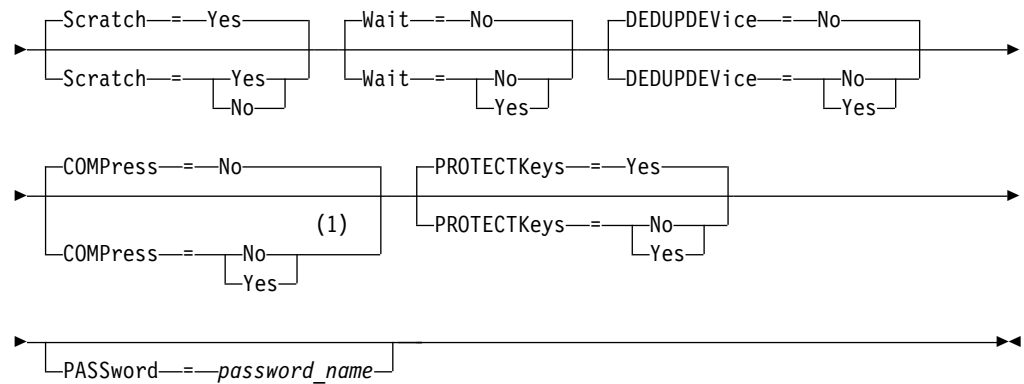 Scratch = Yes Wait = No DEDUPDEVice = No
Scratch = Yes Wait = No DEDUPDEVice = No
No Yes Yes
COMPress = No PROTECTKeys = Yes
(1) PROTECTKeys = No
COMPress = No Yes
Yes
PASSword = password_name